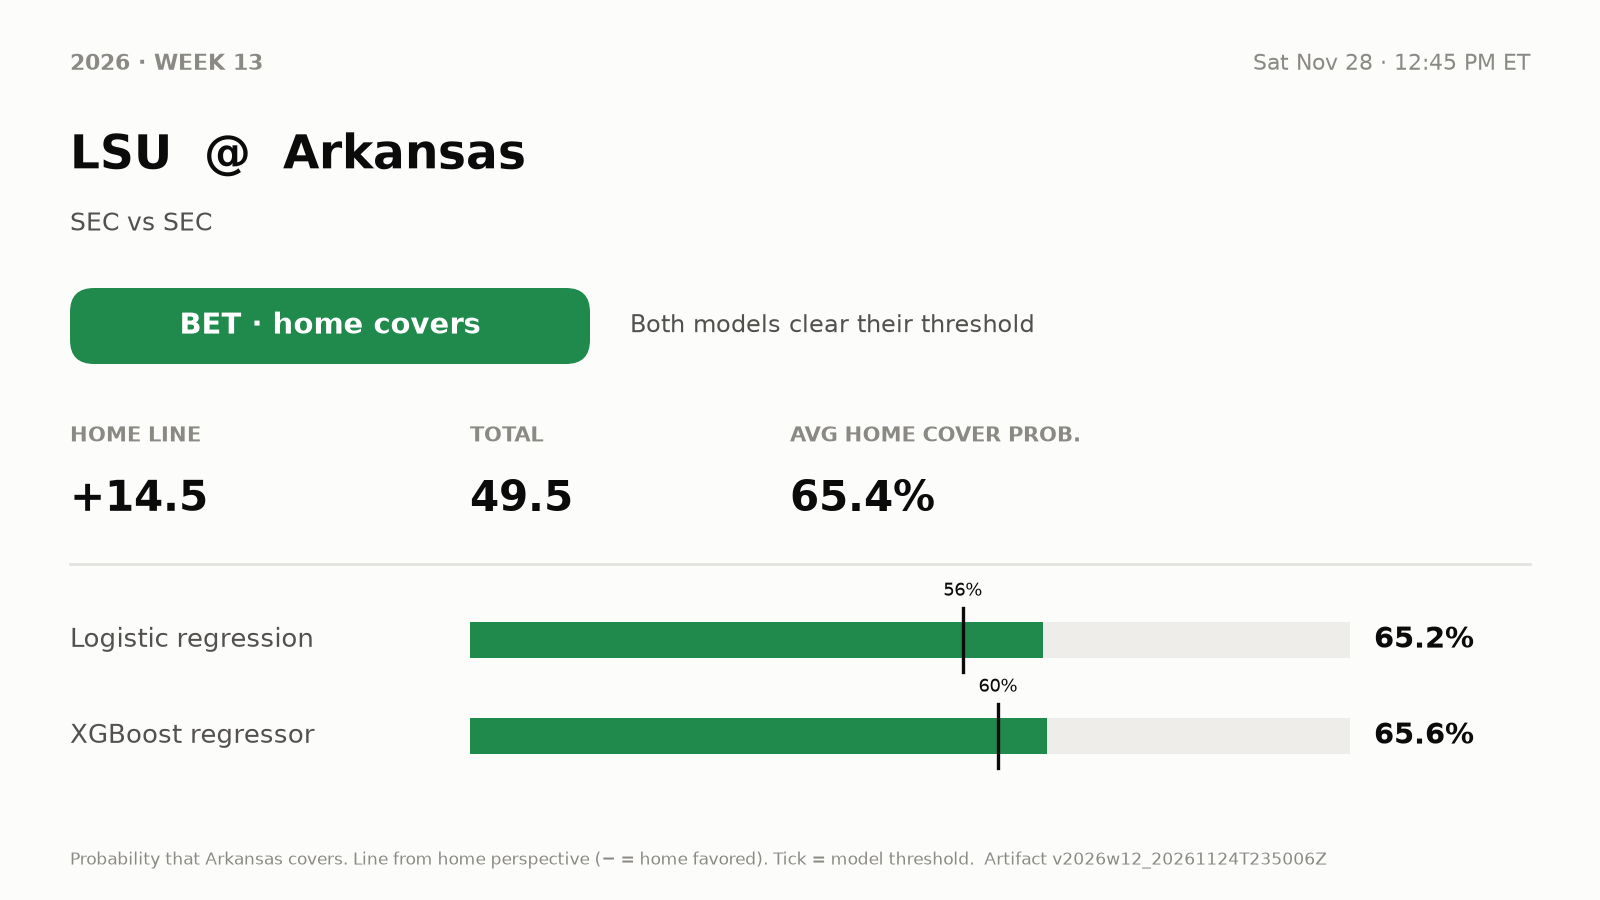 2026 · WEEK 13
Sat Nov 28 · 12:45 PM ET
LSU @ Arkansas
SEC vs SEC
BET · home covers
Both models clear their threshold
HOME LINE
TOTAL
AVG HOME COVER PROB.
+14.5
49.5
65.4%
56%
Logistic regression
65.2%
60%
XGBoost regressor
65.6%
Probability that Arkansas covers. Line from home perspective (− = home favored). Tick = model threshold. Artifact v2026w12_20261124T235006Z